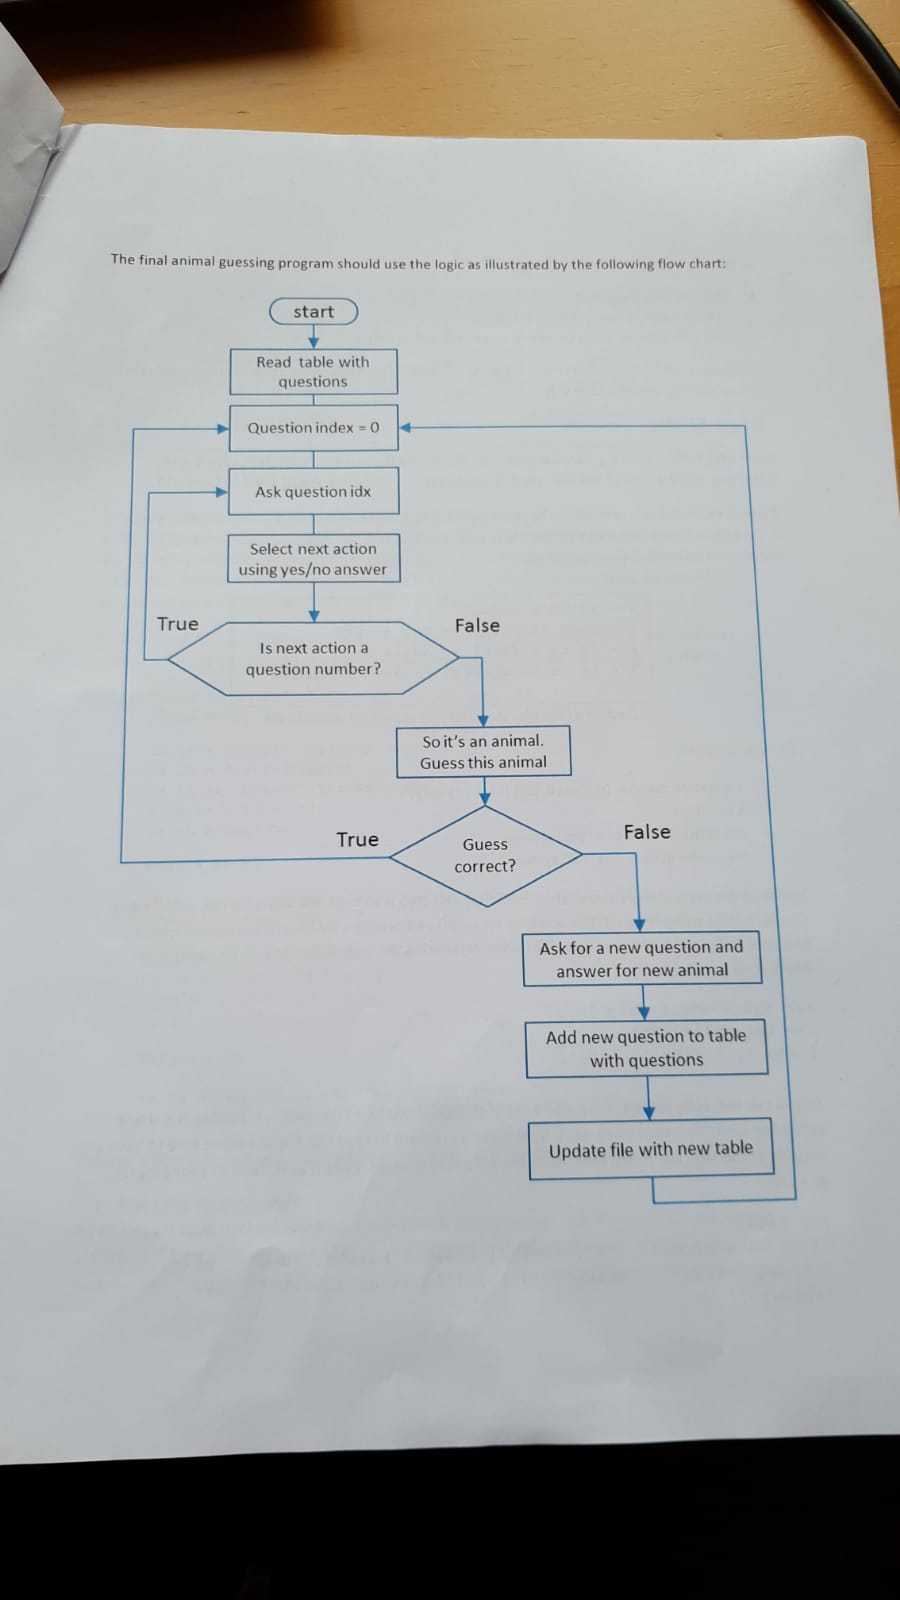 The final animal guessing program should use the logic as illustrated by the following flow chart:
start
Read table with
questions
Question index = 0
Ask question idx
Select next action
using yes/no answer
True
False
Is next action a
question number?
So it's an animal.
Guess this animal
True
False
Guess
correct?
Ask for a new question and
answer for new animal
Add new question to table
with questions
Update file with new table